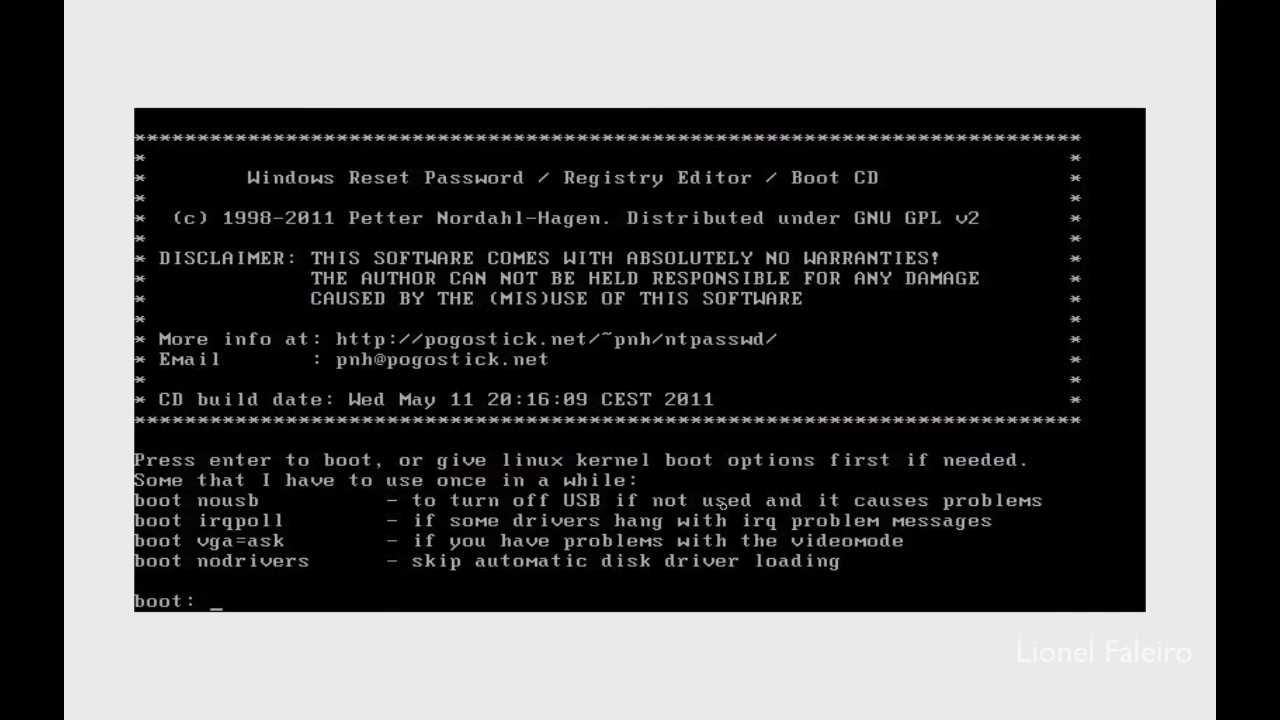 *****************************************************************************
* *
* Windows Reset Password / Registry Editor / Boot CD *
* *
* (c) 1998-2011 Petter Nordahl-Hagen. Distributed under GNU GPL v2 *
* *
* DISCLAIMER: THIS SOFTWARE COMES WITH ABSOLUTELY NO WARRANTIES! *
* THE AUTHOR CAN NOT BE HELD RESPONSIBLE FOR ANY DAMAGE *
* CAUSED BY THE (MIS)USE OF THIS SOFTWARE *
* *
* More info at: http://pogostick.net/~pnh/ntpasswd/ *
* Email : pnh@pogostick.net *
* *
* CD build date: Wed May 11 20:16:09 CEST 2011 *
*****************************************************************************
Press enter to boot, or give linux kernel boot options first if needed.
Some that I have to use once in a while:
boot nousb - to turn off USB if not used and it causes problems
boot irqpoll - if some drivers hang with irq problem messages
boot vga=ask - if you have problems with the videomode
boot nodrivers - skip automatic disk driver loading
boot: _
Lionel Faleiro